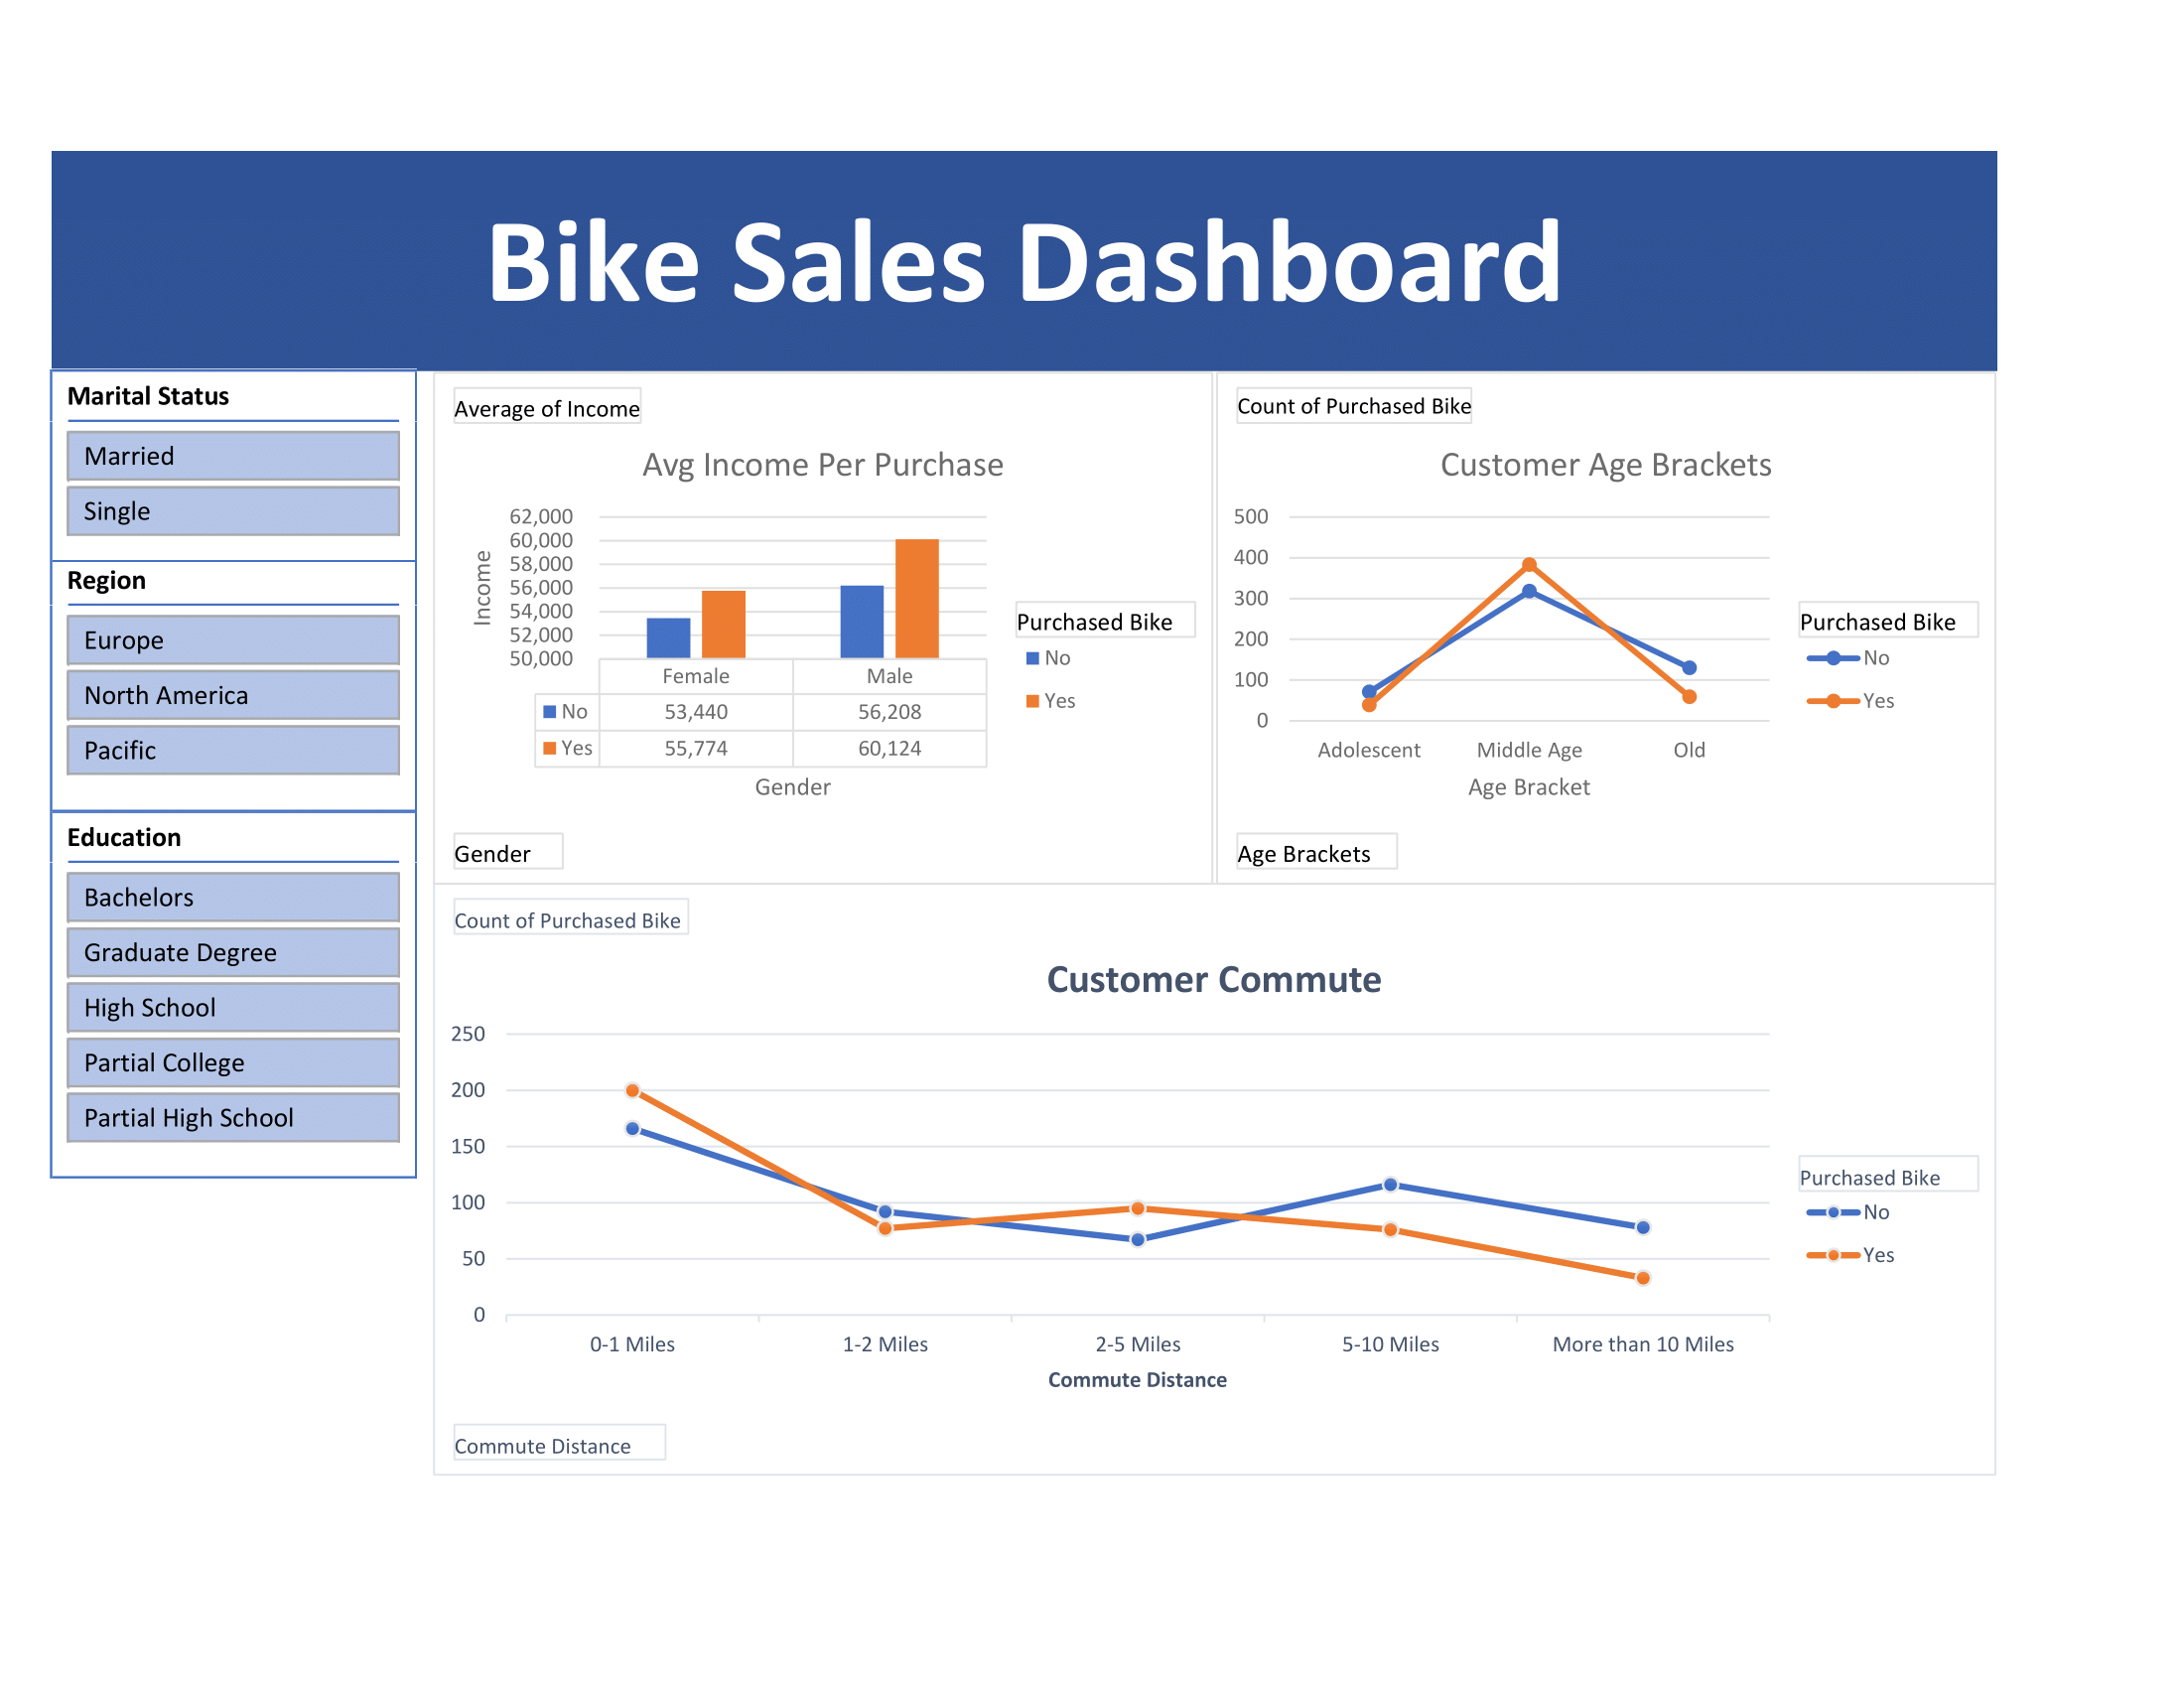 Bike Sales Dashboard
Marital Status
Married
Single
Region
Europe
North America
Pacific
Education
Bachelors
Graduate Degree
High School
Partial College
Partial High School
Average of Income
Avg Income Per Purchase
62,000
60,000
58,000
56,000
54,000
52,000
50,000
Income
Female Male
No 53,440 56,208
Yes 55,774 60,124
Gender
Purchased Bike
No
Yes
Gender
Count of Purchased Bike
Customer Age Brackets
500
400
300
200
100
0
Adolescent Middle Age Old
Age Bracket
Purchased Bike
No
Yes
Age Brackets
Count of Purchased Bike
Customer Commute
250
200
150
100
50
0
0-1 Miles 1-2 Miles 2-5 Miles 5-10 Miles More than 10 Miles
Commute Distance
Purchased Bike
No
Yes
Commute Distance